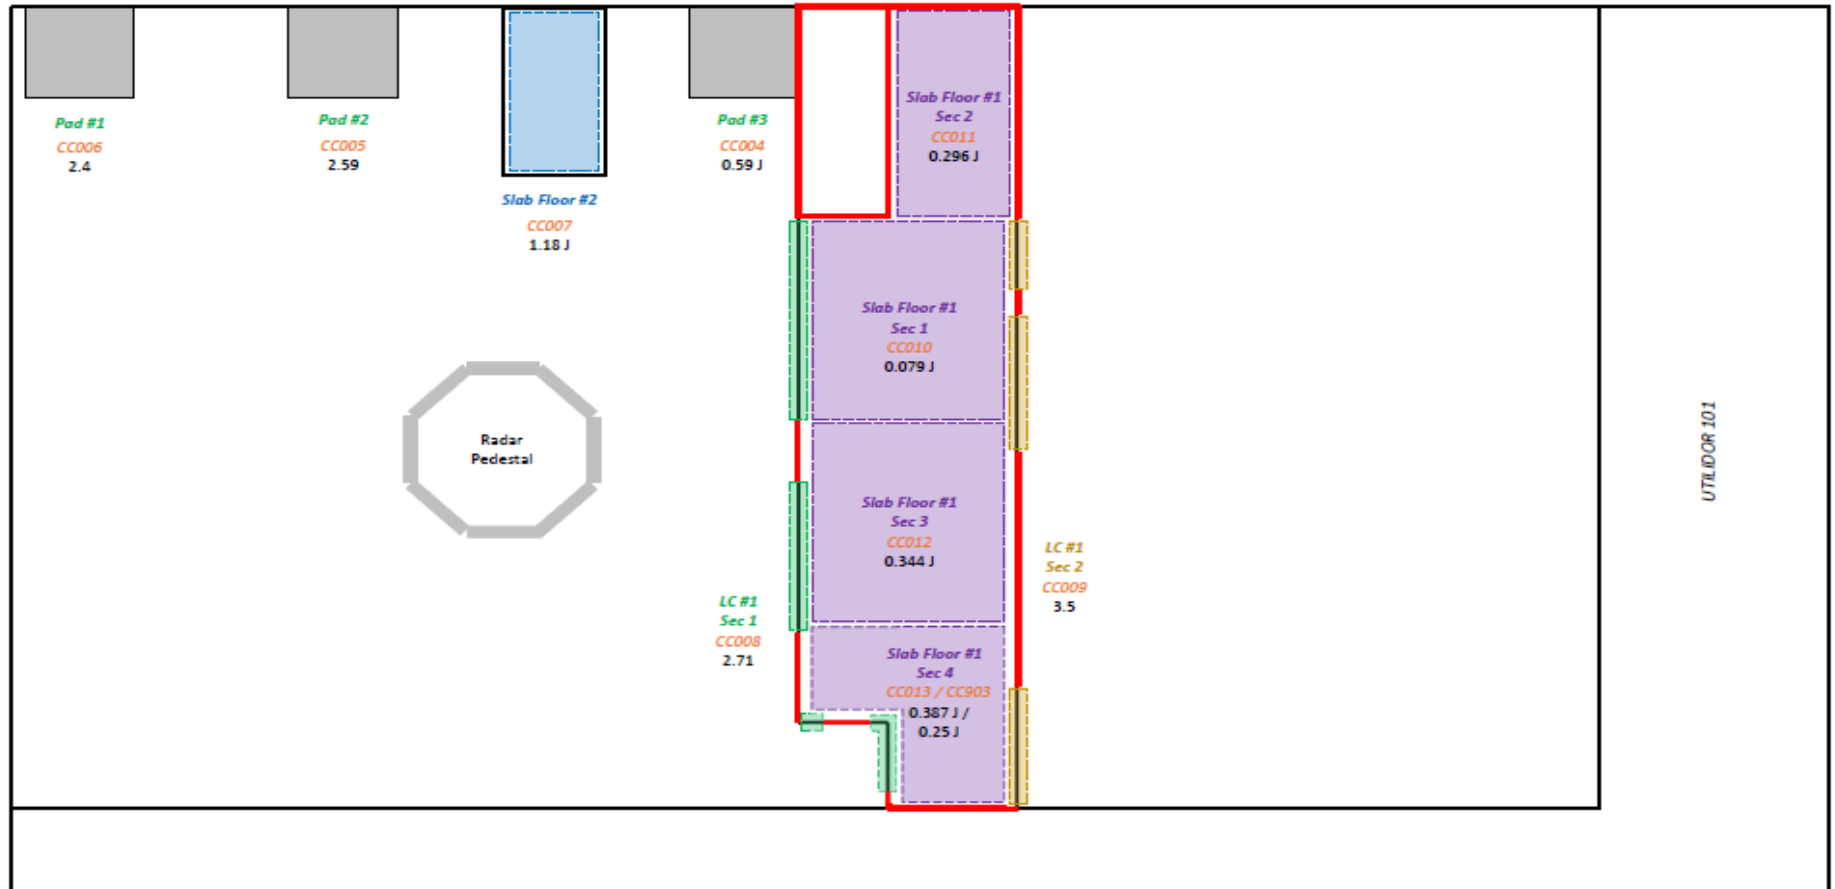 Pad #1
CC006
2.4
Pad #2
CC005
2.59
Slab Floor #2
CC007
1.18 J
Pad #3
CC004
0.59 J
Slab Floor #1
Sec 2
CC011
0.296 J
Slab Floor #1
Sec 1
CC010
0.079 J
Radar
Pedestal
Slab Floor #1
Sec 3
CC012
0.344 J
LC #1
Sec 1
CC008
2.71
LC #1
Sec 2
CC009
3.5
Slab Floor #1
Sec 4
CC013 / CC903
0.387 J /
0.25 J
UTILIDOR 101